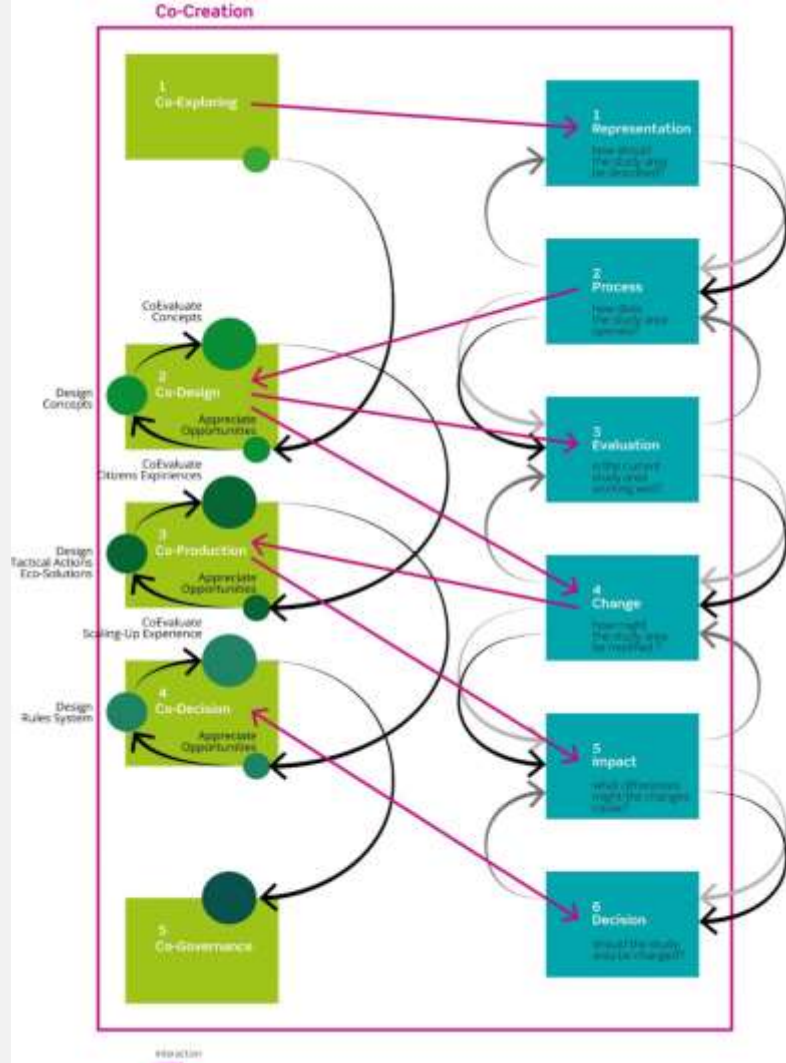 Co-Creation
1
Co-Exploring
CoEvaluate
Concepts
Design
Concepts
2
Co-Design
Appreciate
Opportunities
CoEvaluate
Citizens Expiriences
3
Co-Production
Design
Tactical Actions
Eco-Solutions
Appreciate
Opportunities
CoEvaluate
Scaling-Up Experience
4
Co-Decision
Design
Rules System
Appreciate
Opportunities
5
Co-Governance
1
Representation
how should
the study area
be described?
2
Process
how does
the study area
operate?
3
Evaluation
is the current
study area
working well?
4
Change
how might
the study area
be modified ?
5
Impact
what differences
might the changes
cause?
6
Decision
should the study
area be changed?
Interaction